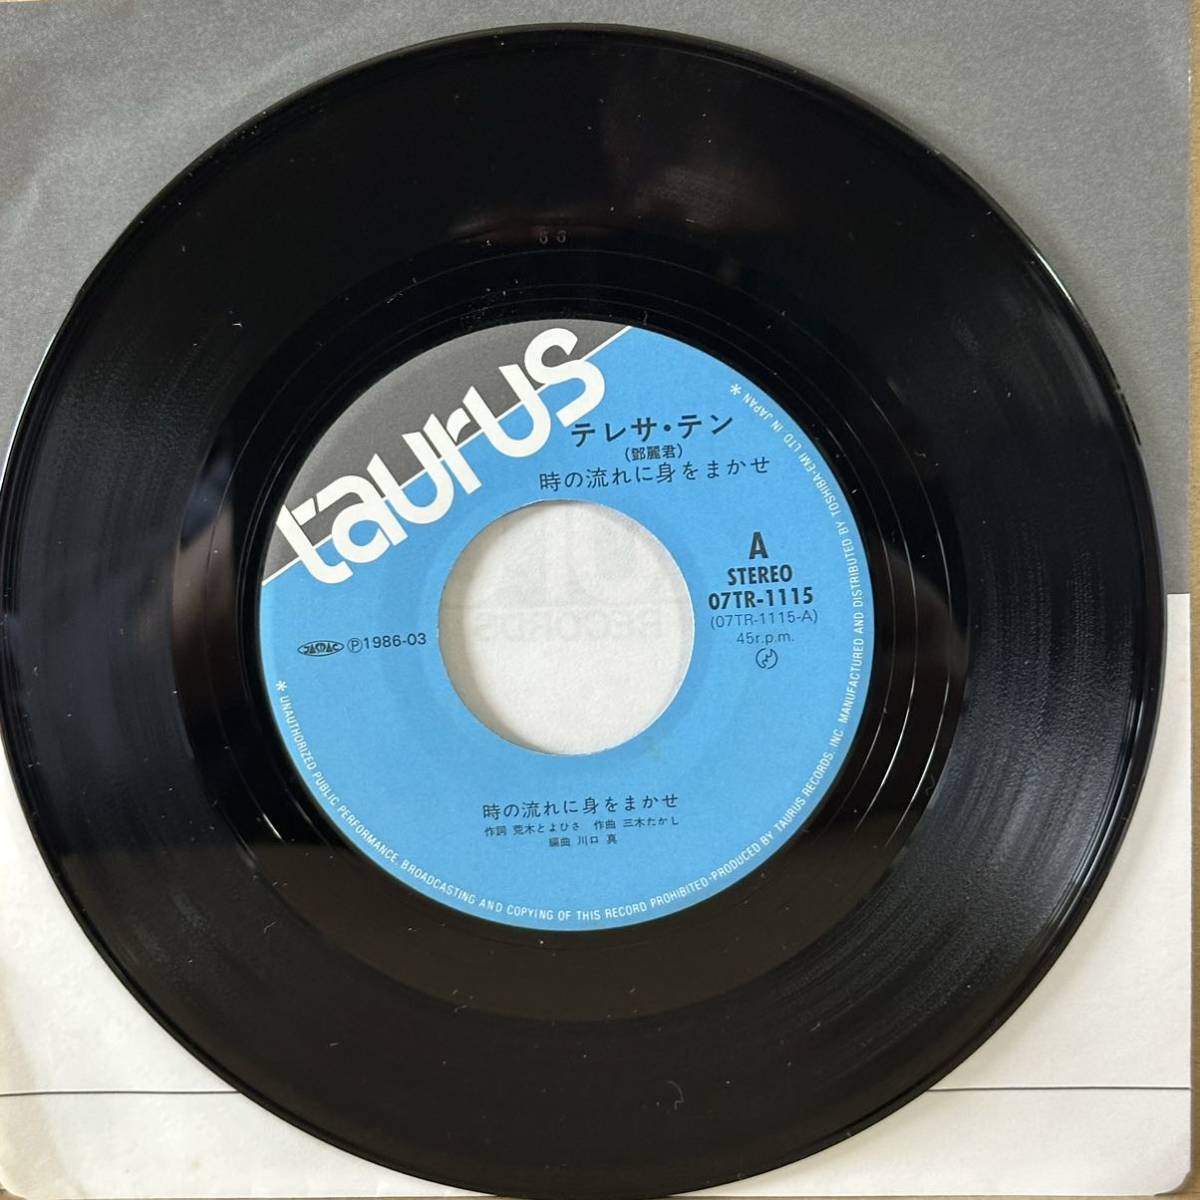 taurus
テレサ・テン
(鄧麗君)
時の流れに身をまかせ
A
STEREO
07TR-1115
(07TR-1115-A)
45r.p.m.
JASRAC Ⓟ1986-03
時の流れに身をまかせ
作詞 荒木とよひさ 作曲 三木たかし
編曲 川口 真
* UNAUTHORIZED PUBLIC PERFORMANCE, BROADCASTING AND COPYING OF THIS RECORD PROHIBITED-PRODUCED BY TAURUS RECORDS, INC. MANUFACTURED AND DISTRIBUTED BY TOSHIBA-EMI LTD IN JAPAN *
RECORDS